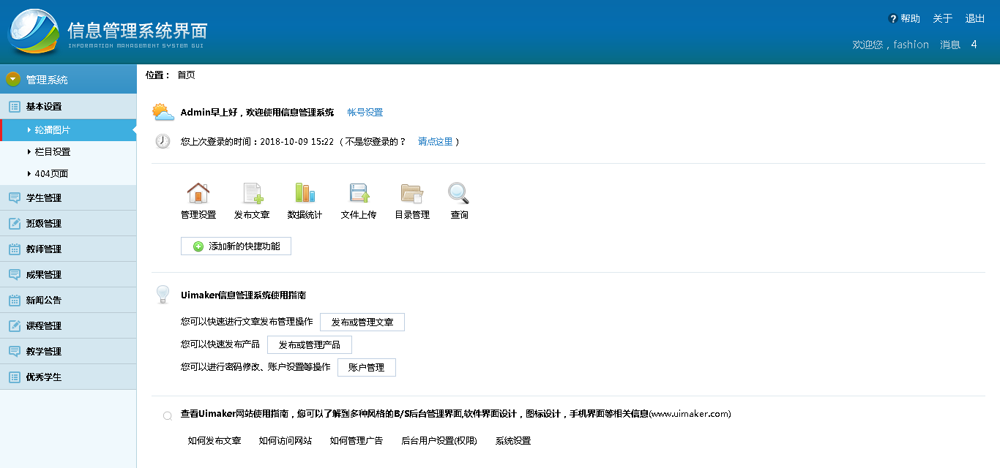 信息管理系统界面
INFORMATION MANAGEMENT SYSTEM GUI
? 帮助 关于 退出
欢迎您，fashion 消息 4
管理系统
基本设置
轮播图片
栏目设置
404页面
学生管理
班级管理
教师管理
成果管理
新闻公告
课程管理
教学管理
优秀学生
位置： 首页
Admin早上好，欢迎使用信息管理系统 帐号设置
您上次登录的时间：2018-10-09 15:22 （不是您登录的？ 请点这里）
管理设置 发布文章 数据统计 文件上传 目录管理 查询
添加新的快捷功能
Uimaker信息管理系统使用指南
您可以快速进行文章发布管理操作 发布或管理文章
您可以快速发布产品 发布或管理产品
您可以进行密码修改、账户设置等操作 账户管理
查看Uimaker网站使用指南，您可以了解到多种风格的B/S后台管理界面,软件界面设计，图标设计，手机界面等相关信息(www.uimaker.com)
如何发布文章 如何访问网站 如何管理广告 后台用户设置(权限) 系统设置